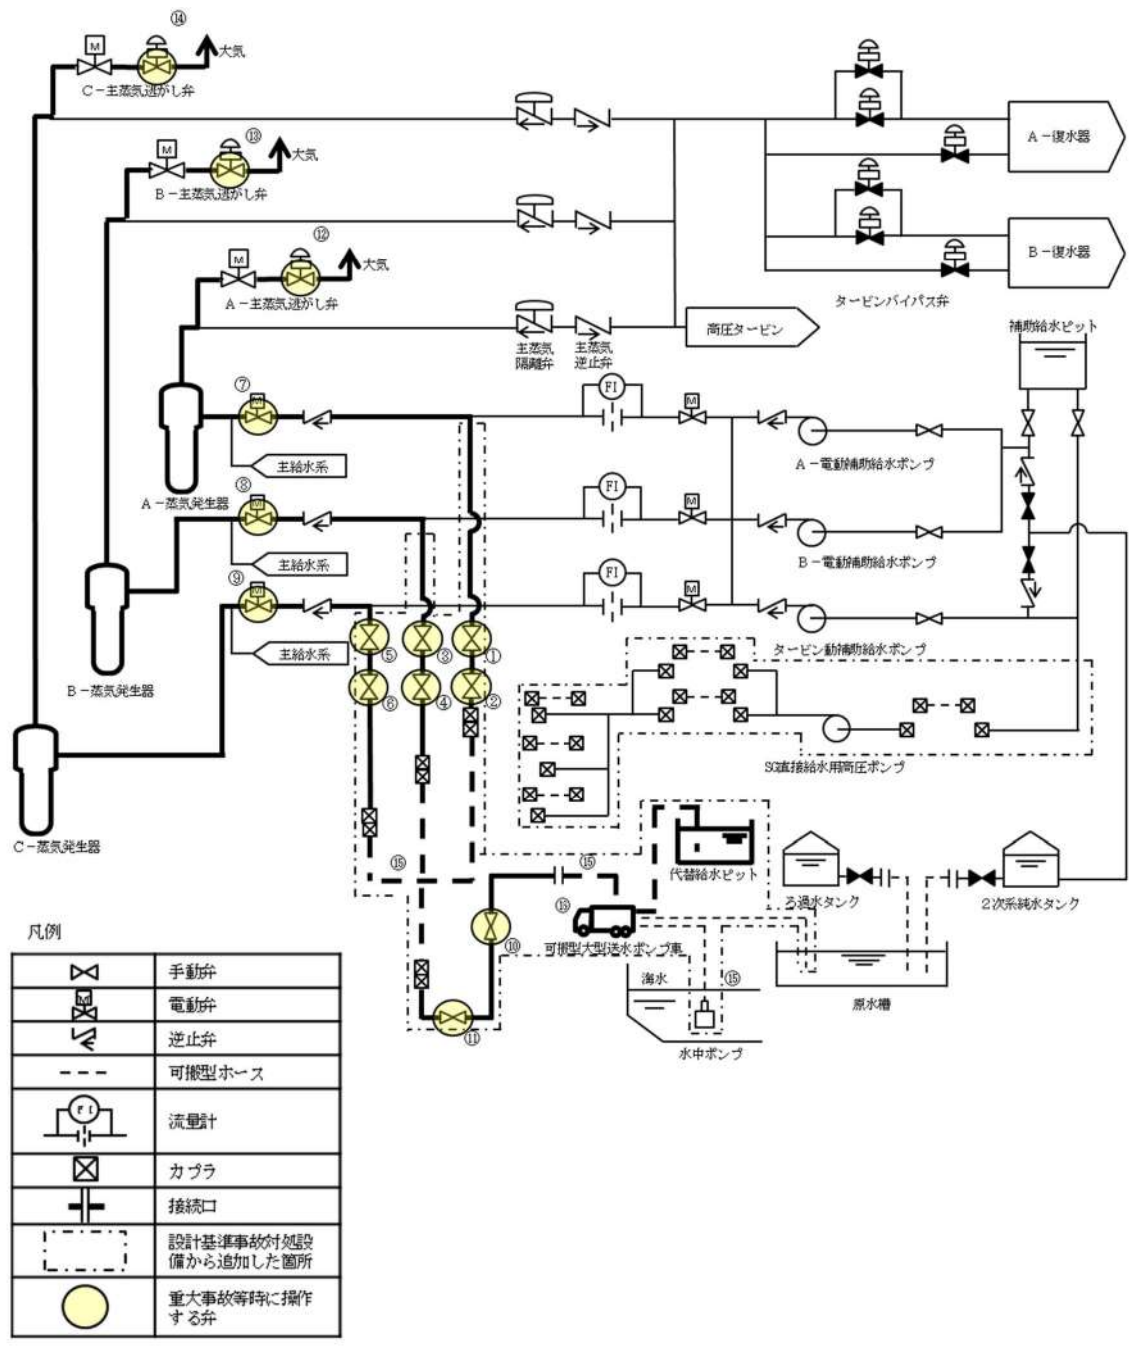 ⑭
M
大気
C－主蒸気逃がし弁
⑬
M
大気
B－主蒸気逃がし弁
⑫
M
大気
A－主蒸気逃がし弁
A－復水器
B－復水器
タービンバイパス弁
高圧タービン
主蒸気
隔離弁
主蒸気
逆止弁
補助給水ピット
⑦
M
FI
M
主給水系
A－電動補助給水ポンプ
A－蒸気発生器
⑧
M
FI
M
主給水系
B－電動補助給水ポンプ
⑨
M
FI
M
主給水系
タービン動補助給水ポンプ
⑤
③
①
⑥
④
②
B－蒸気発生器
SG直接給水用高圧ポンプ
C－蒸気発生器
⑮
⑮
代替給水ピット
ろ過水タンク
2次系純水タンク
⑯
⑩
可搬型大型送水ポンプ車
海水
⑮
原水槽
⑪
水中ポンプ
凡例
手動弁
M
電動弁
逆止弁
可搬型ホース
FI
流量計
カプラ
接続口
設計基準事故対処設
備から追加した箇所
重大事故等時に操作
する弁